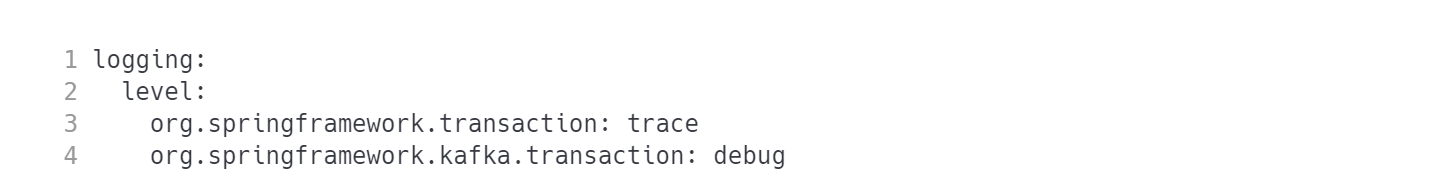 1 logging:
2   level:
3     org.springframework.transaction: trace
4     org.springframework.kafka.transaction: debug